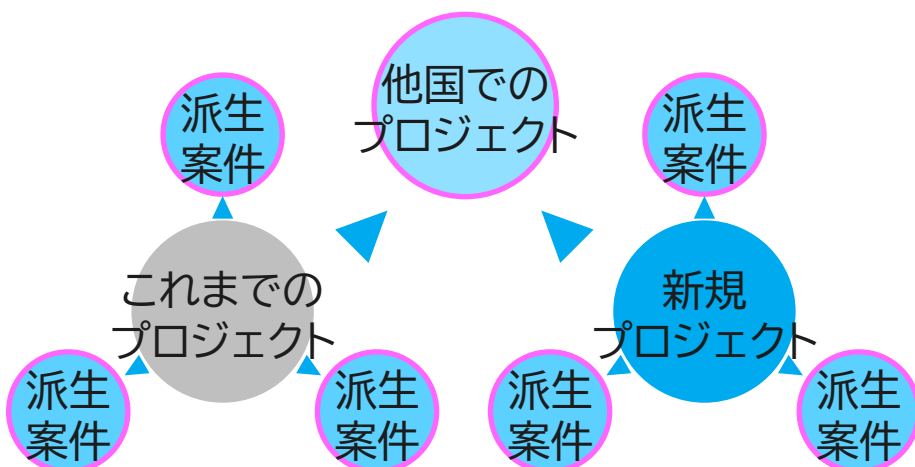 他国での
プロジェクト
派生
案件
派生
案件
これまでの
プロジェクト
新規
プロジェクト
派生
案件
派生
案件
派生
案件
派生
案件